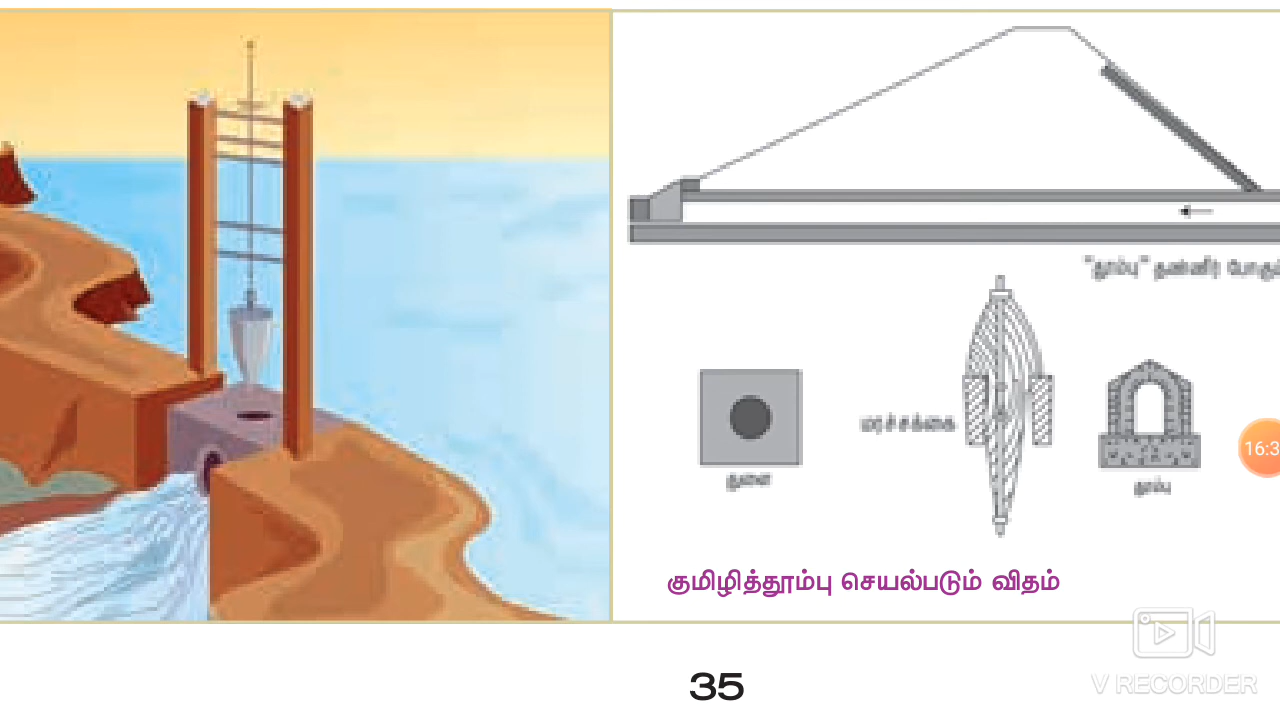 "தூம்பு" தண்ணீர்
மரச்சக்கை
துளை
தூம்பு
16:3
குமிழித்தூம்பு செயல்படும் விதம்
35
V RECORDER